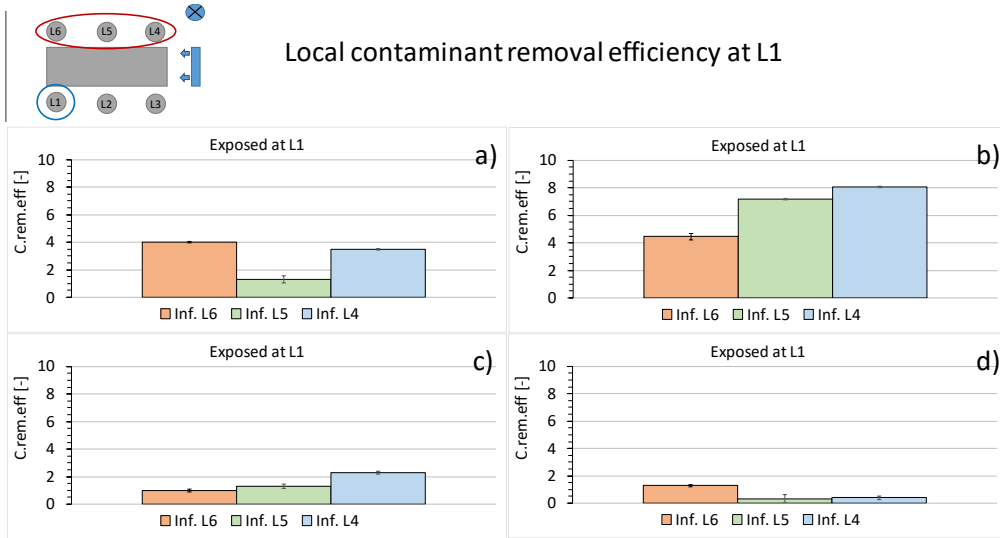 L6 L5 L4
L1 L2 L3
Local contaminant removal efficiency at L1
Exposed at L1
a)
C.rem.eff [-]
10
8
6
4
2
0
Inf. L6 Inf. L5 Inf. L4
Exposed at L1
b)
C.rem.eff [-]
10
8
6
4
2
0
Inf. L6 Inf. L5 Inf. L4
Exposed at L1
c)
C.rem.eff [-]
10
8
6
4
2
0
Inf. L6 Inf. L5 Inf. L4
Exposed at L1
d)
C.rem.eff [-]
10
8
6
4
2
0
Inf. L6 Inf. L5 Inf. L4